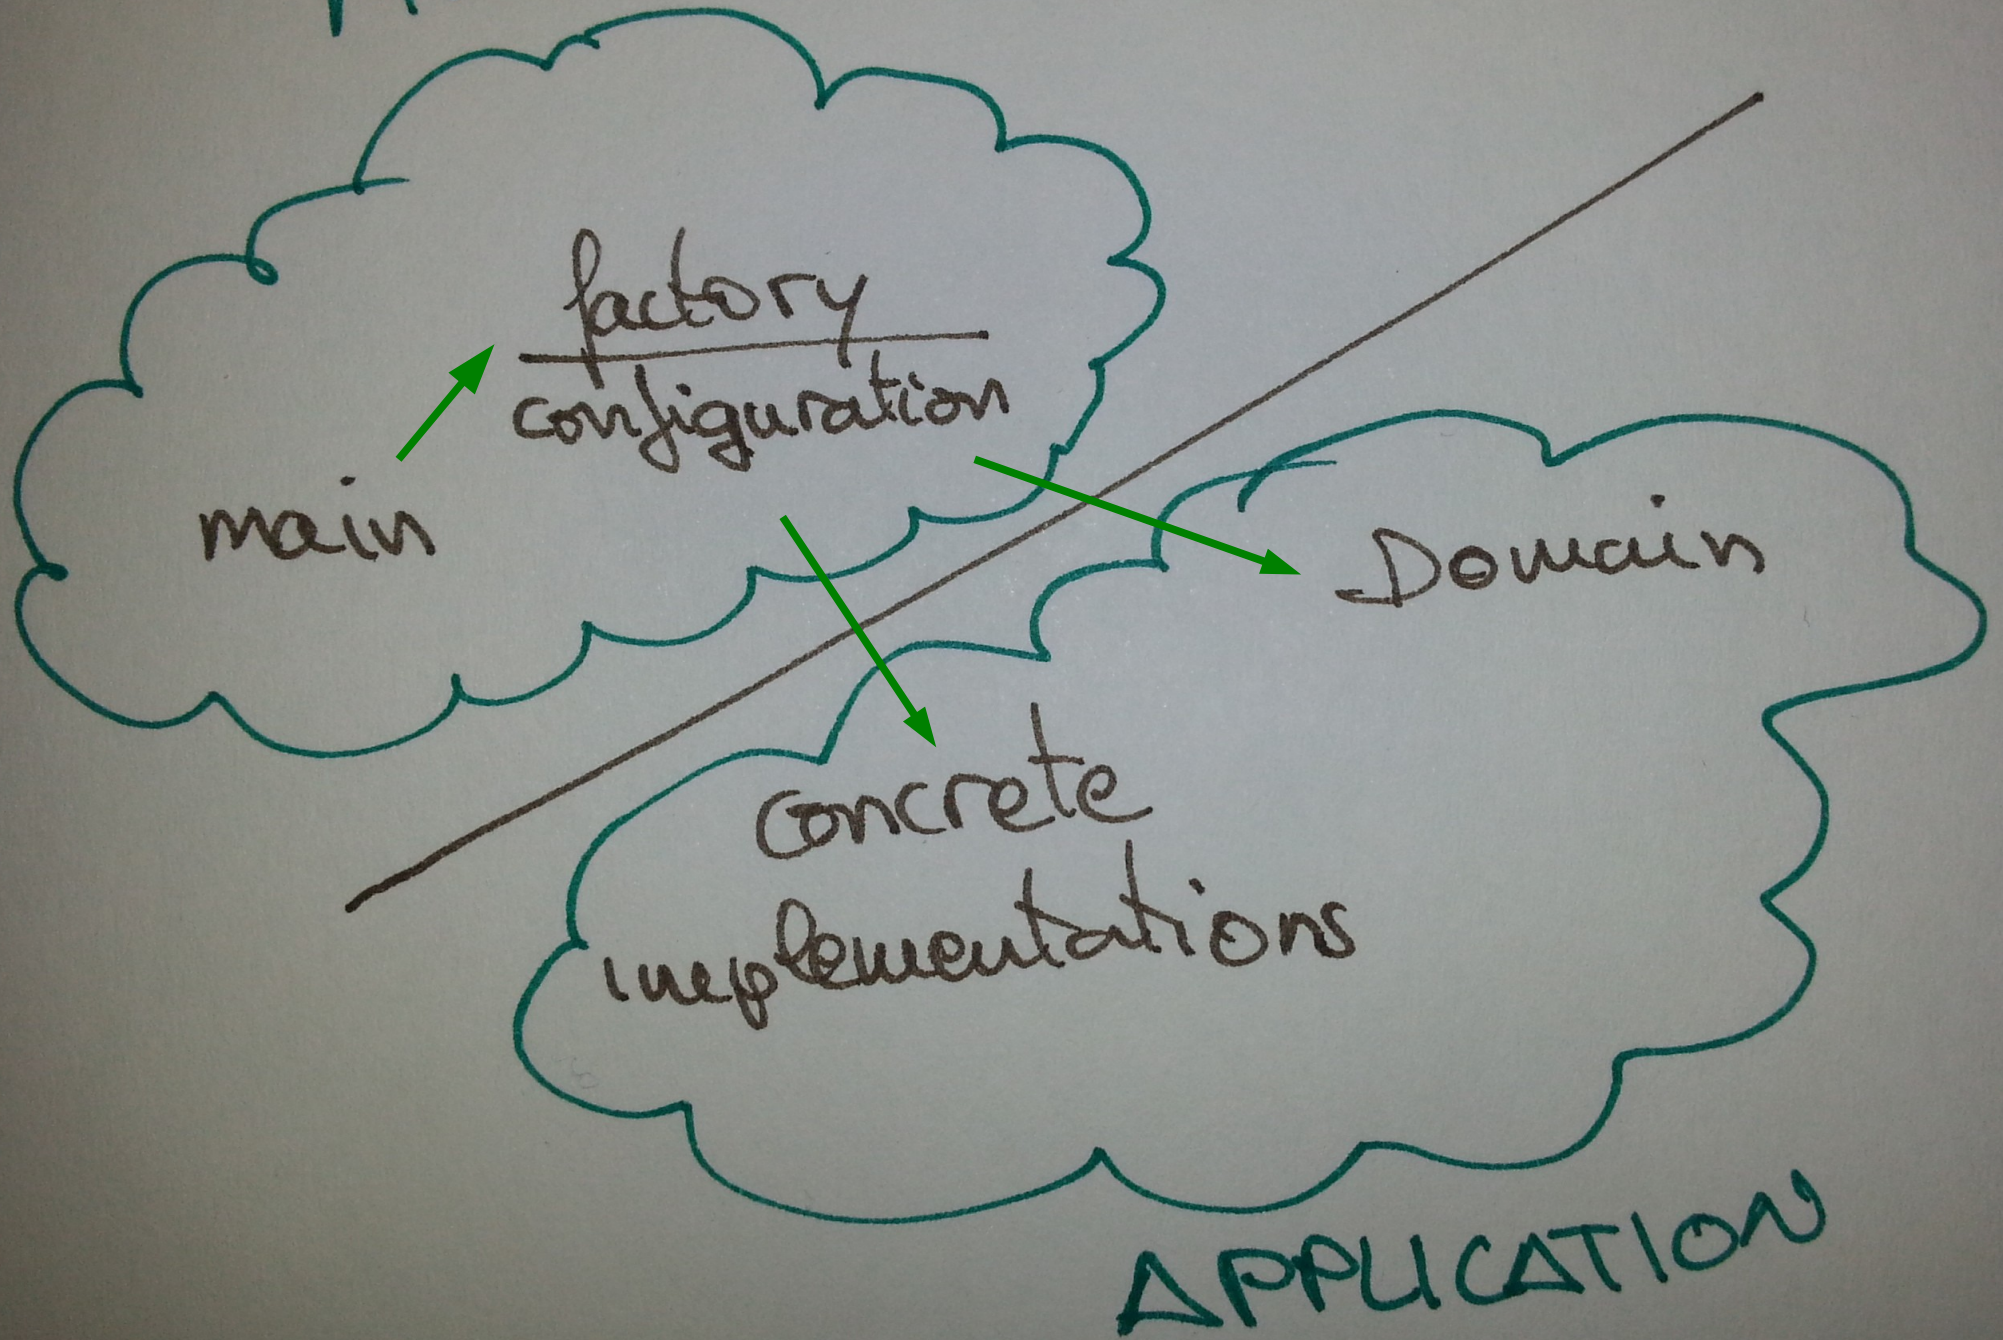 factory
configuration
main
Domain
concrete
implementations
APPLICATION